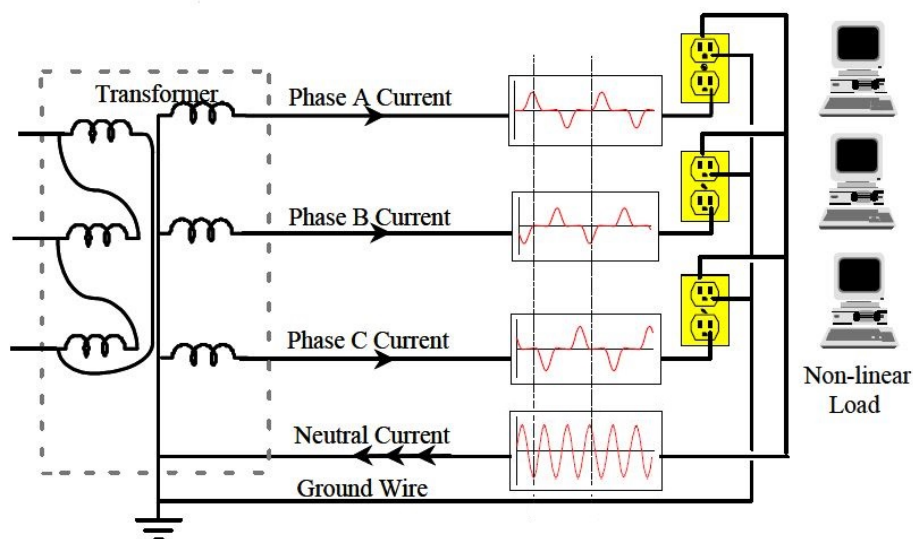 Transformer
Phase A Current
Phase B Current
Phase C Current
Neutral Current
Ground Wire
Non-linear
Load